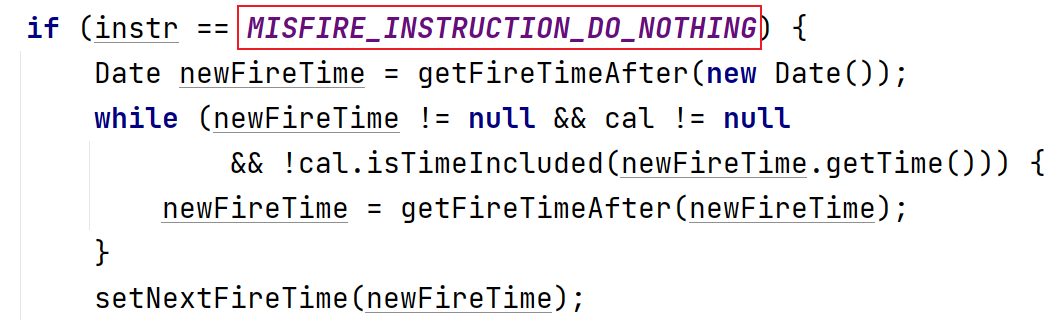 if (instr == MISFIRE_INSTRUCTION_DO_NOTHING) {
Date newFireTime = getFireTimeAfter(new Date());
while (newFireTime != null && cal != null
&& !cal.isTimeIncluded(newFireTime.getTime())) {
newFireTime = getFireTimeAfter(newFireTime);
}
setNextFireTime(newFireTime);